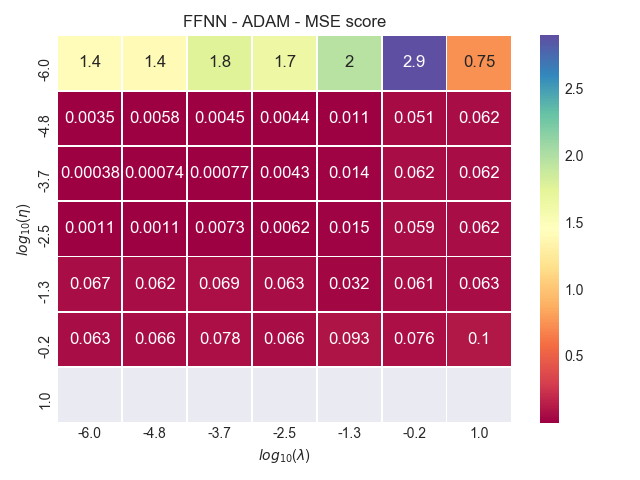 FFNN - ADAM - MSE score
-6.0 1.4 1.4 1.8 1.7 2 2.9 0.75
-4.8 0.0035 0.0058 0.0045 0.0044 0.011 0.051 0.062
-3.7 0.00038 0.00074 0.00077 0.0043 0.014 0.062 0.062
-2.5 0.0011 0.0011 0.0073 0.0062 0.015 0.059 0.062
-1.3 0.067 0.062 0.069 0.063 0.032 0.061 0.063
-0.2 0.063 0.066 0.078 0.066 0.093 0.076 0.1
1.0
log10(η)
-6.0 -4.8 -3.7 -2.5 -1.3 -0.2 1.0
log10(λ)
2.5
2.0
1.5
1.0
0.5